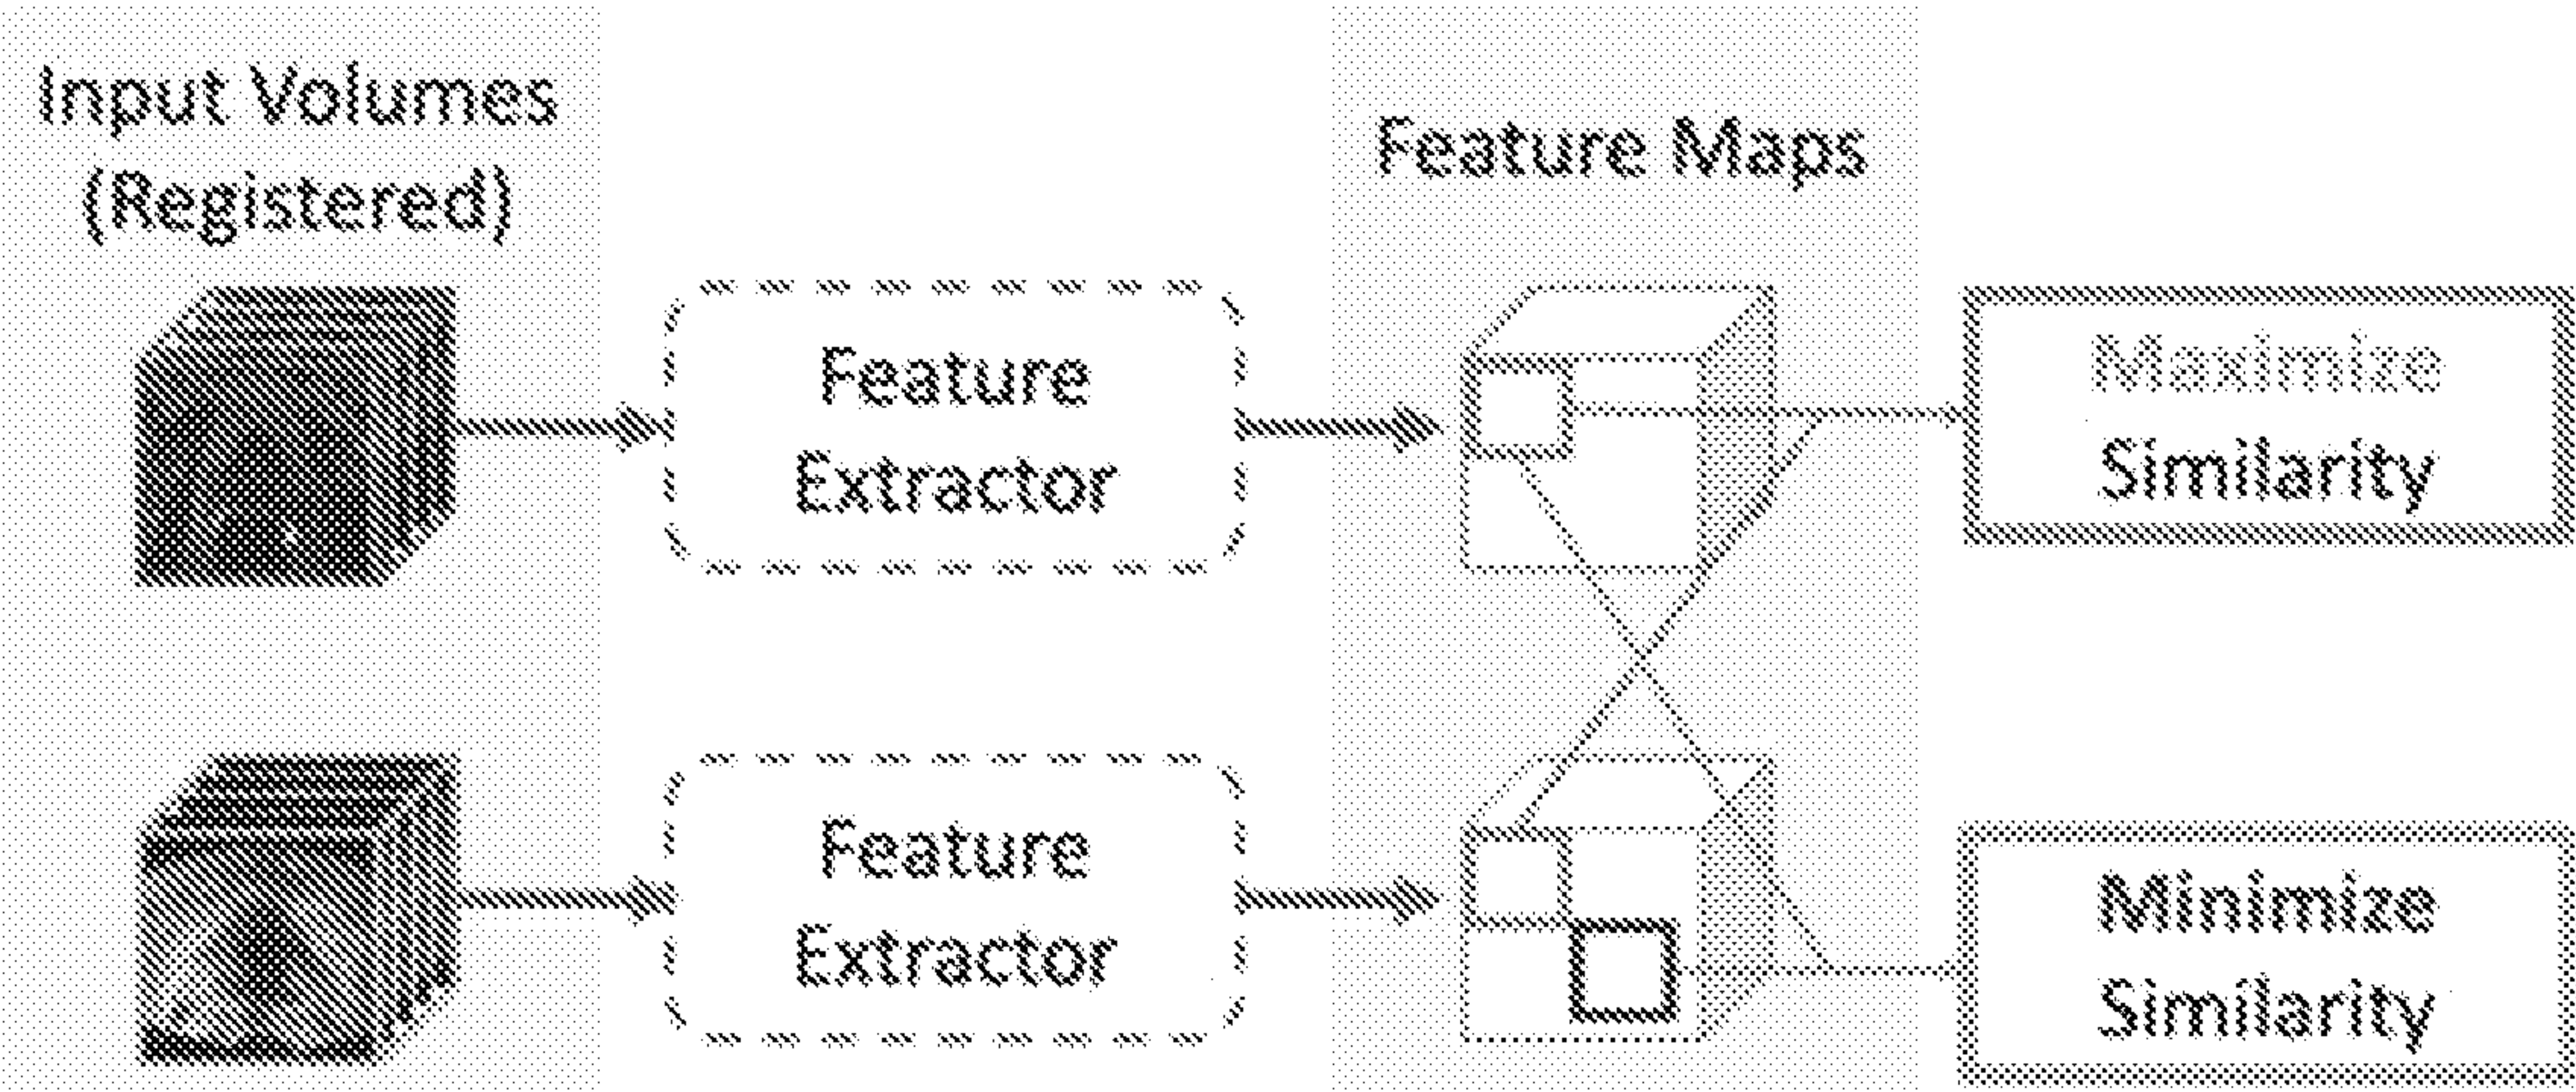 Input Volumes
(Registered)
Feature Maps
Feature
Extractor
Maximize
Similarity
Feature
Extractor
Minimize
Similarity